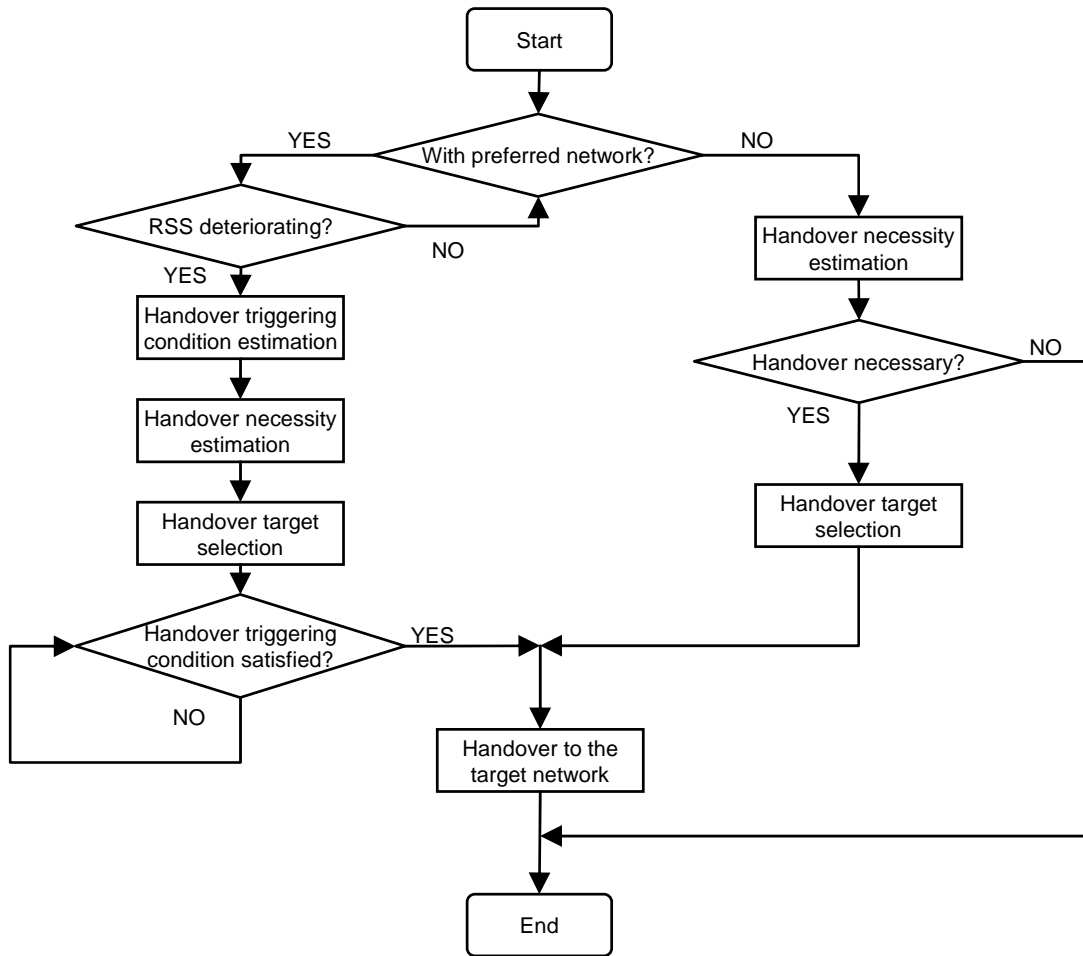 Start
YES
With preferred network?
NO
RSS deteriorating?
NO
YES
Handover necessity
estimation
Handover triggering
condition estimation
Handover necessary?
NO
YES
Handover necessity
estimation
Handover target
selection
Handover target
selection
Handover triggering
condition satisfied?
YES
NO
Handover to the
target network
End